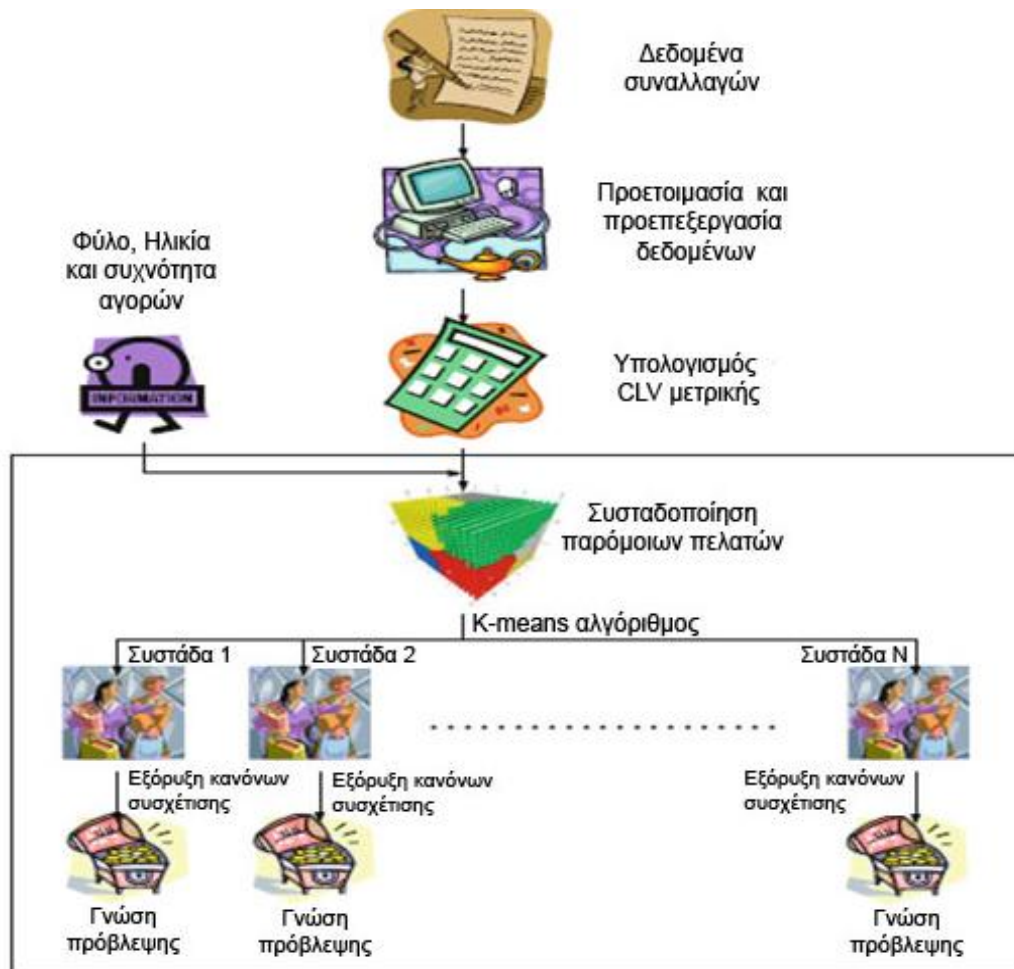 Δεδομένα
συναλλαγών
Προετοιμασία και
προεπεξεργασία
δεδομένων
Φύλο, Ηλικία
και συχνότητα
αγορών
INFORMATION
Υπολογισμός
CLV μετρικής
Συσταδοποίηση
παρόμοιων πελατών
K-means αλγόριθμος
Συστάδα 1
Συστάδα 2
Συστάδα N
Εξόρυξη κανόνων
συσχέτισης
Εξόρυξη κανόνων
συσχέτισης
Εξόρυξη κανόνων
συσχέτισης
Γνώση
πρόβλεψης
Γνώση
πρόβλεψης
Γνώση
πρόβλεψης